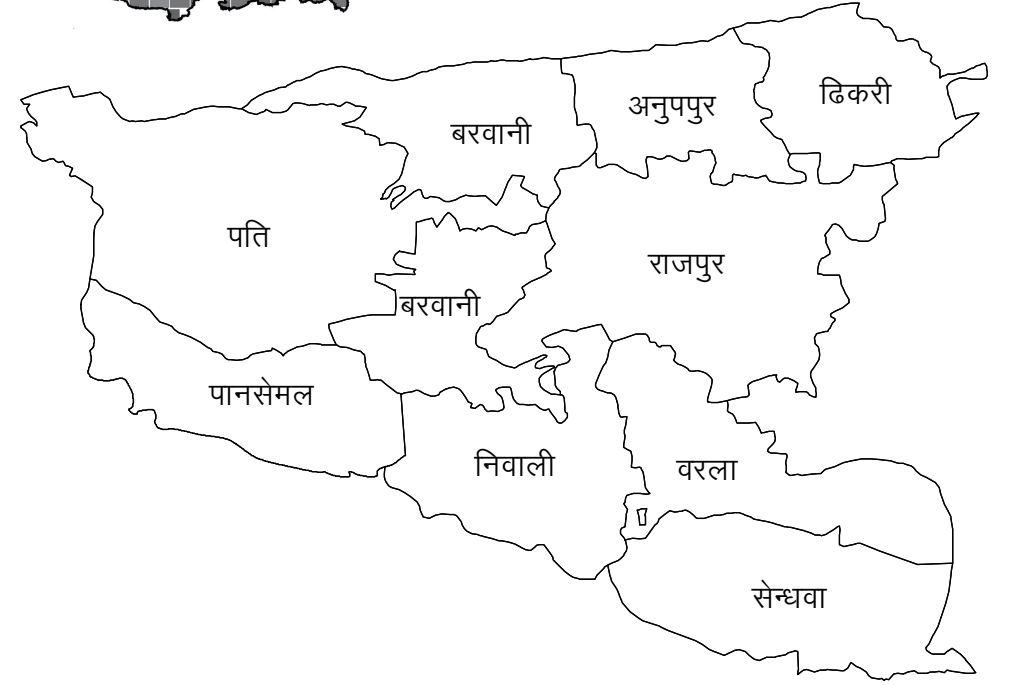 ढिकरी
अनुपपुर
बरवानी
पति
राजपुर
बरवानी
पानसेमल
निवाली
वरला
सेन्धवा